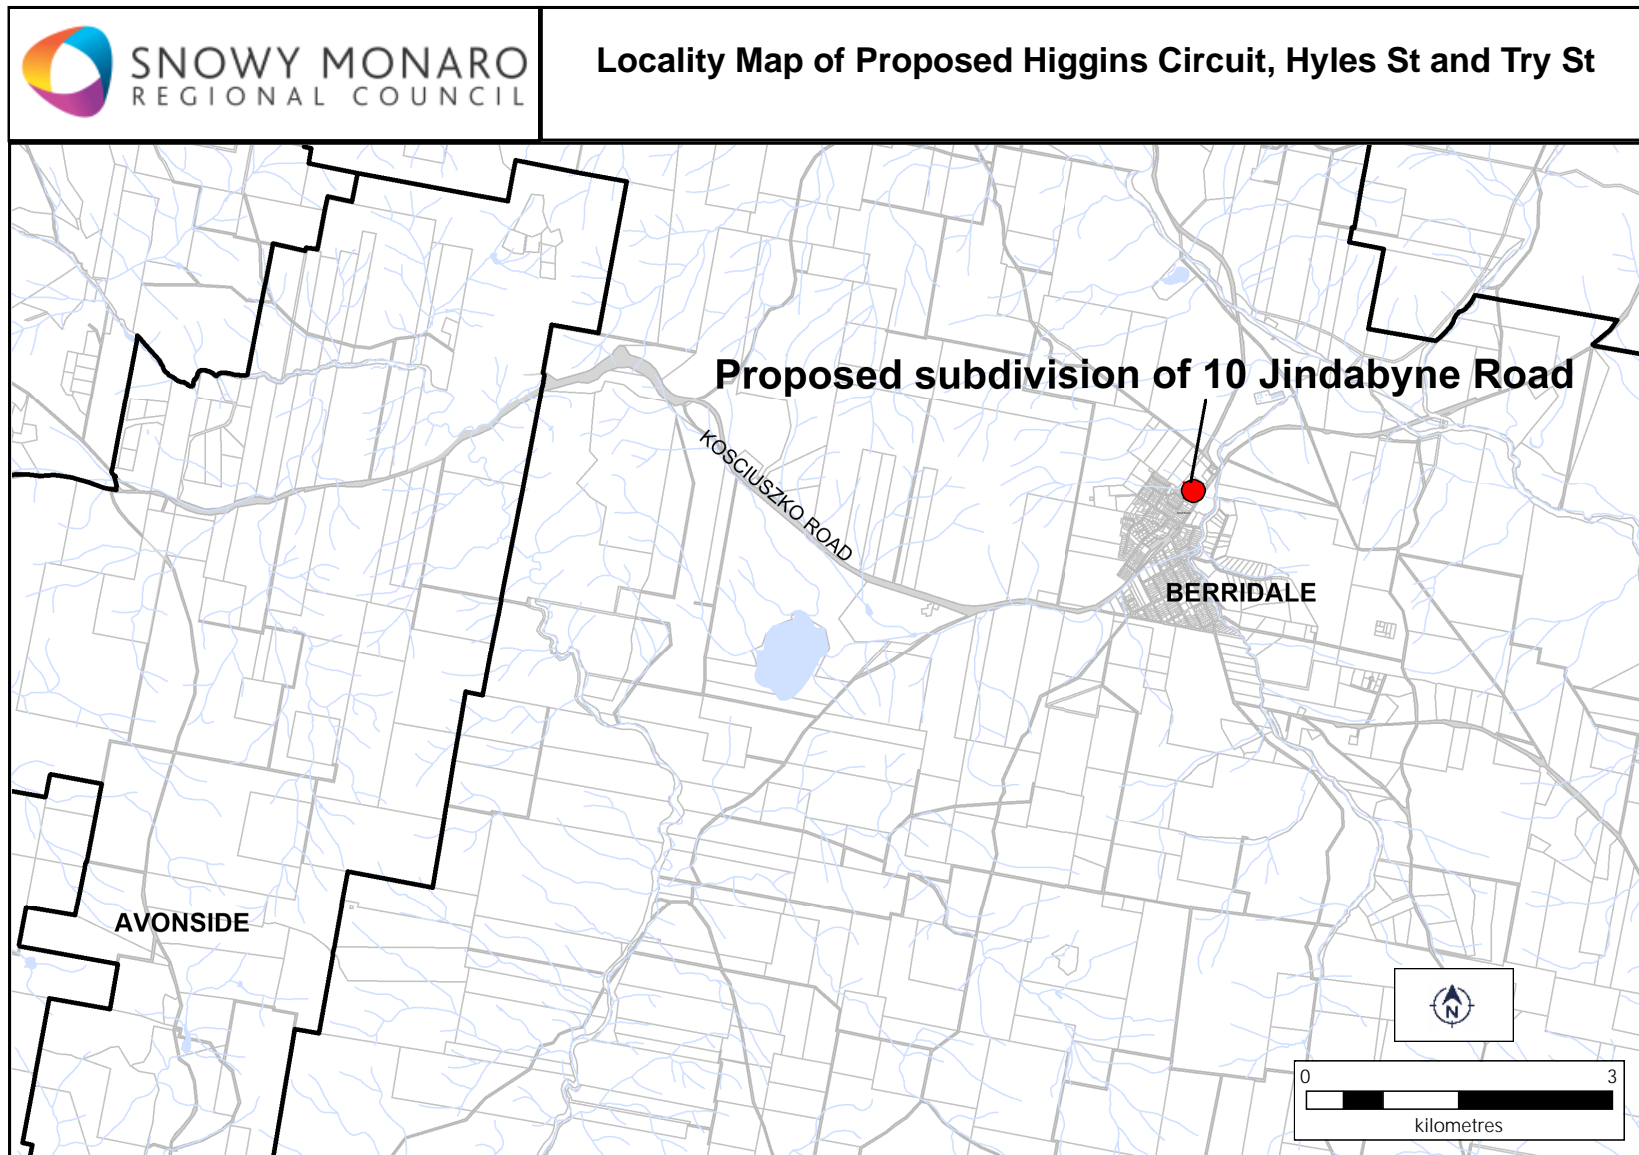 SNOWY MONARO
REGIONAL COUNCIL
Locality Map of Proposed Higgins Circuit, Hyles St and Try St
Proposed subdivision of 10 Jindabyne Road
KOSCIUSZKO ROAD
BERRIDALE
AVONSIDE
N
0 3
kilometres